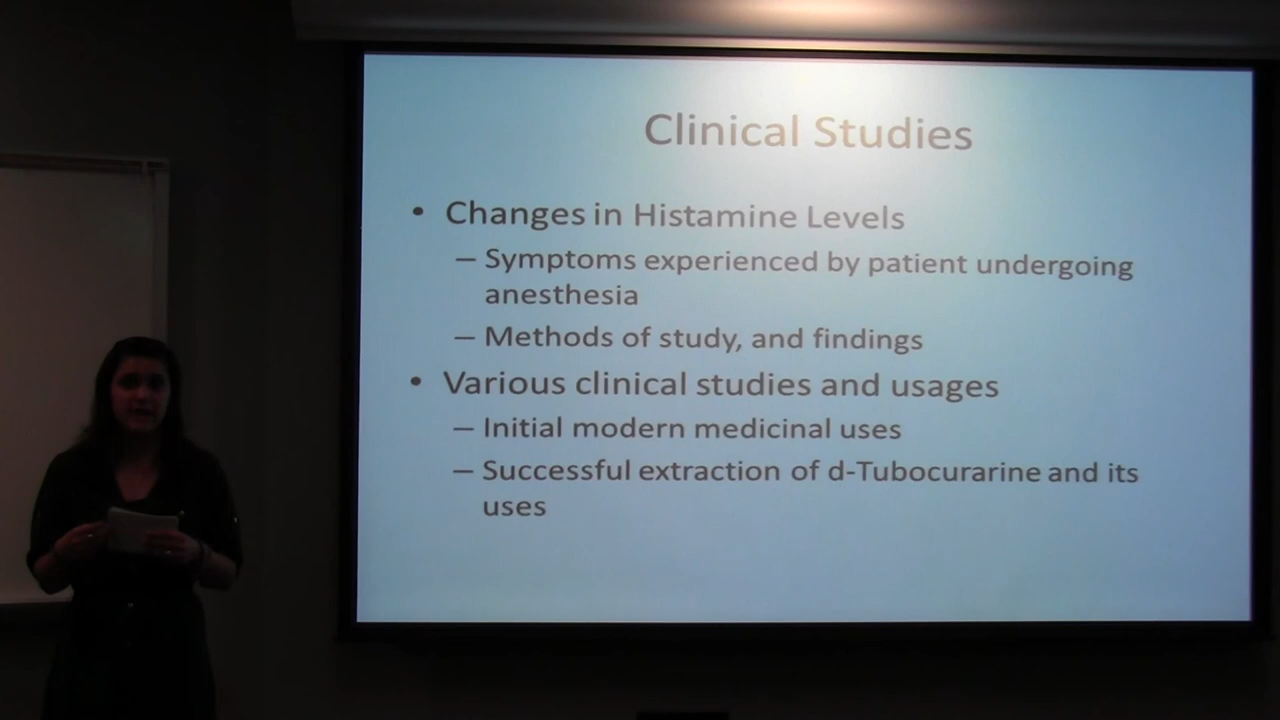 Clinical Studies
• Changes in Histamine Levels
– Symptoms experienced by patient undergoing
anesthesia
– Methods of study, and findings
• Various clinical studies and usages
– Initial modern medicinal uses
– Successful extraction of d-Tubocurarine and its
uses